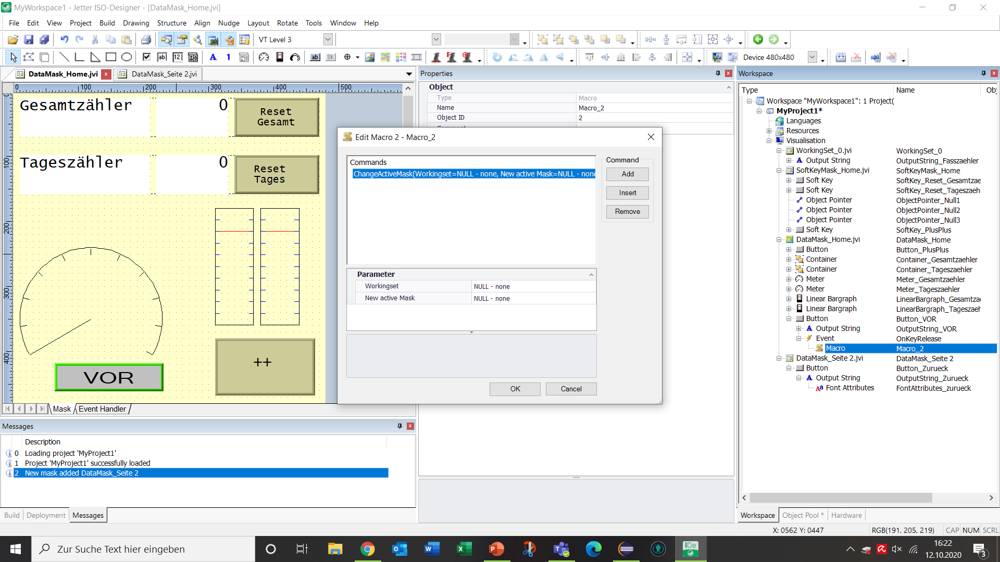 MyWorkspace1 - Jetter ISO-Designer - [DataMask_Home.jvi]
File Edit View Project Build Drawing Structure Align Nudge Layout Rotate Tools Window Help
VT Level 3
Device 480x480
DataMask_Home.jvi
DataMask_Seite 2.jvi
0 100 200 300 400 500
0 100 200 300 400
Gesamtzähler
0
Reset
Gesamt
Tageszähler
0
Reset
Tages
VOR
++
Mask
Event Handler
Properties
Object
Type Macro
Name Macro_2
Object ID 2
Edit Macro 2 - Macro_2
Commands
ChangeActiveMask(Workingset=NULL - none, New active Mask=NULL - none
Command
Add
Insert
Remove
Parameter
Workingset NULL - none
New active Mask NULL - none
OK
Cancel
Workspace
Type Name Obj
Workspace "MyWorkspace1": 1 Project(
MyProject1*
Languages
Resources
Visualisation
WorkingSet_0.jvi WorkingSet_0
Output String OutputString_Fasszaehler
SoftKeyMask_Home.jvi SoftKeyMask_Home
Soft Key SoftKey_Reset_Gesamtzae
Soft Key SoftKey_Reset_Tageszaeh
Object Pointer ObjectPointer_Null1
Object Pointer ObjectPointer_Null2
Object Pointer ObjectPointer_Null3
Soft Key SoftKey_PlusPlus
DataMask_Home.jvi DataMask_Home
Button Button_PlusPlus
Container Container_Gesamtzaehler
Container Container_Tageszaehler
Meter Meter_Gesamtzaehler
Meter Meter_Tageszaehler
Linear Bargraph LinearBargraph_Gesamtza
Linear Bargraph LinearBargraph_Tageszaeh
Button Button_VOR
Output String OutputString_VOR
Event OnKeyRelease
Macro Macro_2
DataMask_Seite 2.jvi DataMask_Seite 2
Button Button_Zurueck
Output String OutputString_Zurueck
Font Attributes FontAttributes_zurueck
Workspace Object Pool * Hardware
Messages
Description
0 Loading project 'MyProject1'
1 Project 'MyProject1' successfully loaded
2 New mask added DataMask_Seite 2
Build Deployment Messages
X: 0562 Y: 0447
RGB(191, 205, 219)
CAP NUM SCRL
Zur Suche Text hier eingeben
IDe
16:22
12.10.2020
3